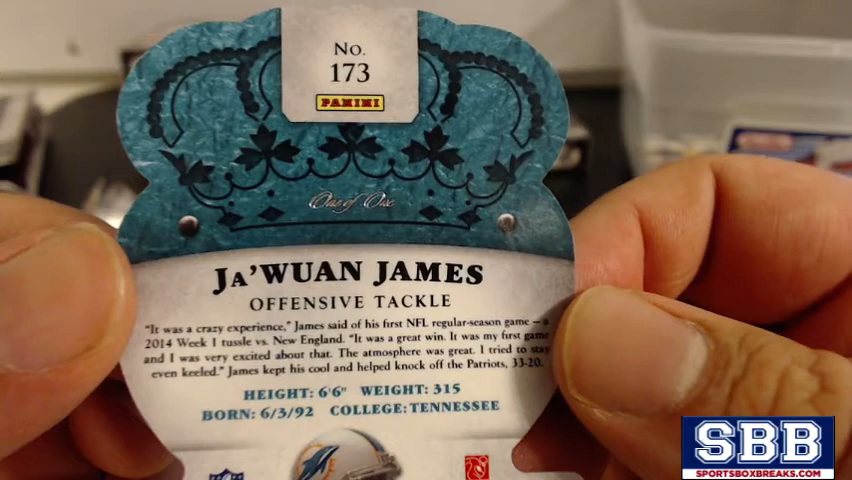 No.
173
PANINI
One of One
JA'WUAN JAMES
OFFENSIVE TACKLE
"It was a crazy experience," James said of his first NFL regular-season game — a
2014 Week 1 tussle vs. New England. "It was a great win. It was my first game
and I was very excited about that. The atmosphere was great. I tried to stay
even keeled." James kept his cool and helped knock off the Patriots, 33-20.
HEIGHT: 6'6" WEIGHT: 315
BORN: 6/3/92 COLLEGE: TENNESSEE
SBB
SPORTSBOXBREAKS.COM